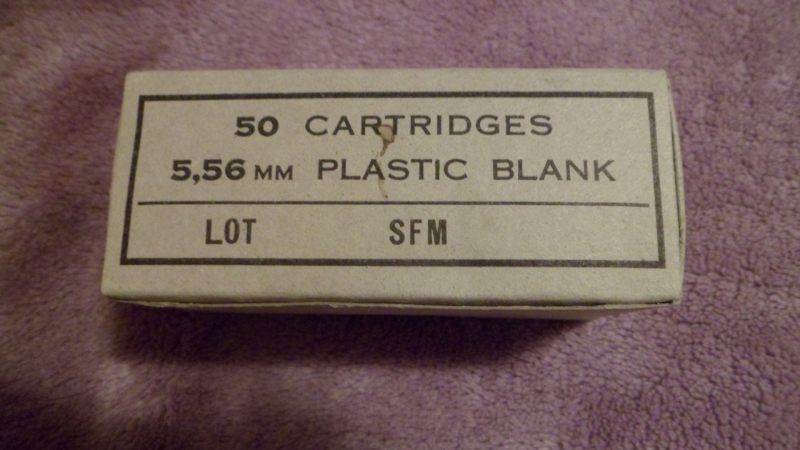 50 CARTRIDGES
5,56 MM PLASTIC BLANK
LOT SFM